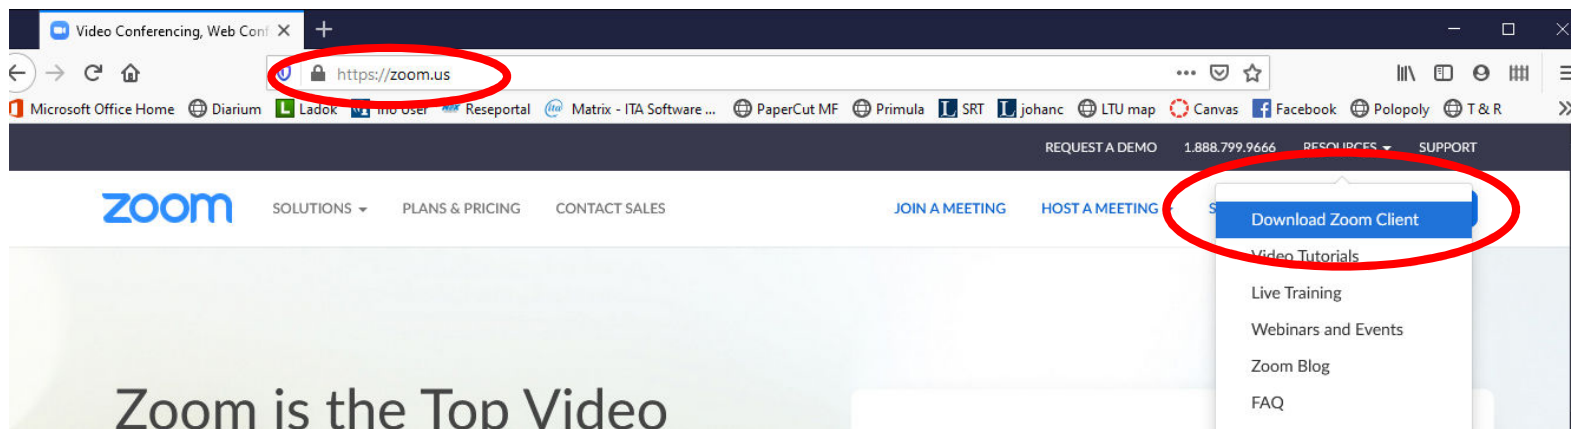 Video Conferencing, Web Conf
https://zoom.us
Microsoft Office Home Diarium Ladok User Reseportal Matrix - ITA Software ... PaperCut MF Primula SRT johanc LTU map Canvas Facebook Polopoly T & R
REQUEST A DEMO 1.888.799.9666 RESOURCES SUPPORT
zoom SOLUTIONS PLANS & PRICING CONTACT SALES JOIN A MEETING HOST A MEETING
Download Zoom Client
Video Tutorials
Live Training
Webinars and Events
Zoom Blog
FAQ
Zoom is the Top Video